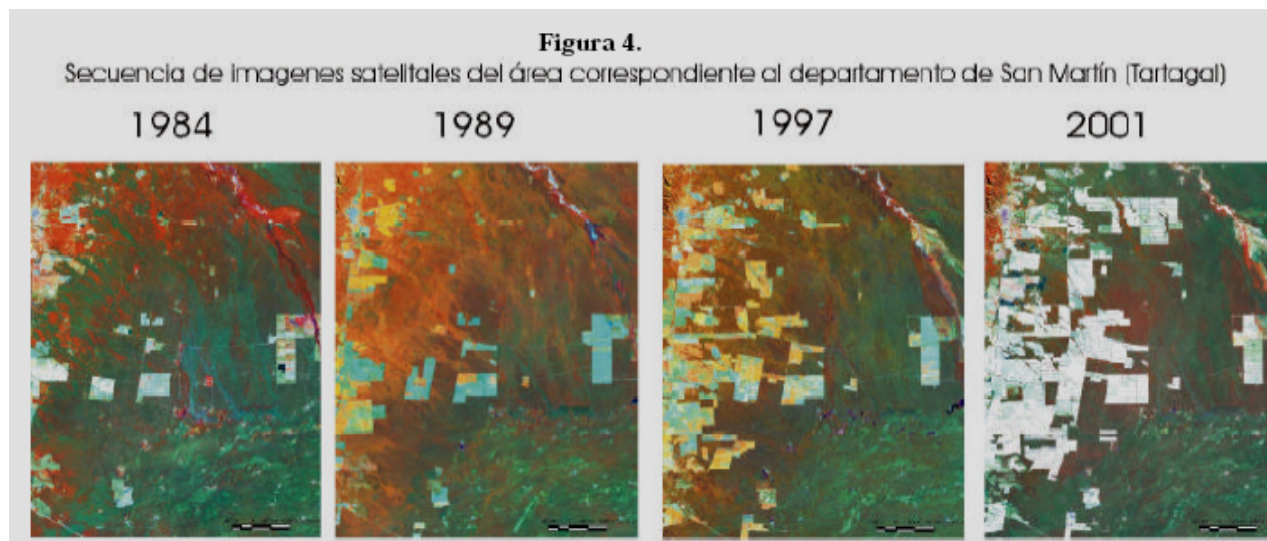 Figura 4.
Secuencia de imagenes satelitales del área correspondiente al departamento de San Martín (Tartagal)
1984 1989 1997 2001